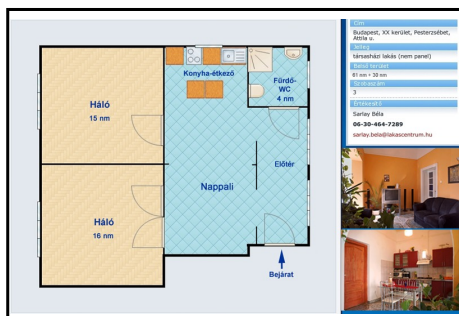 Háló
15 nm
Konyha-étkező
Fürdő-
WC
4 nm
Nappali
Előtér
Háló
16 nm
Bejárat
Cím
Budapest, XX kerület, Pesterzsébet,
Attila u.
Jelleg
társasházi lakás (nem panel)
Belső terület
61 nm + 30 nm
Szobaszám
3
Értékesítő
Sarlay Béla
06-30-464-7289
sarlay.bela@lakascentrum.hu